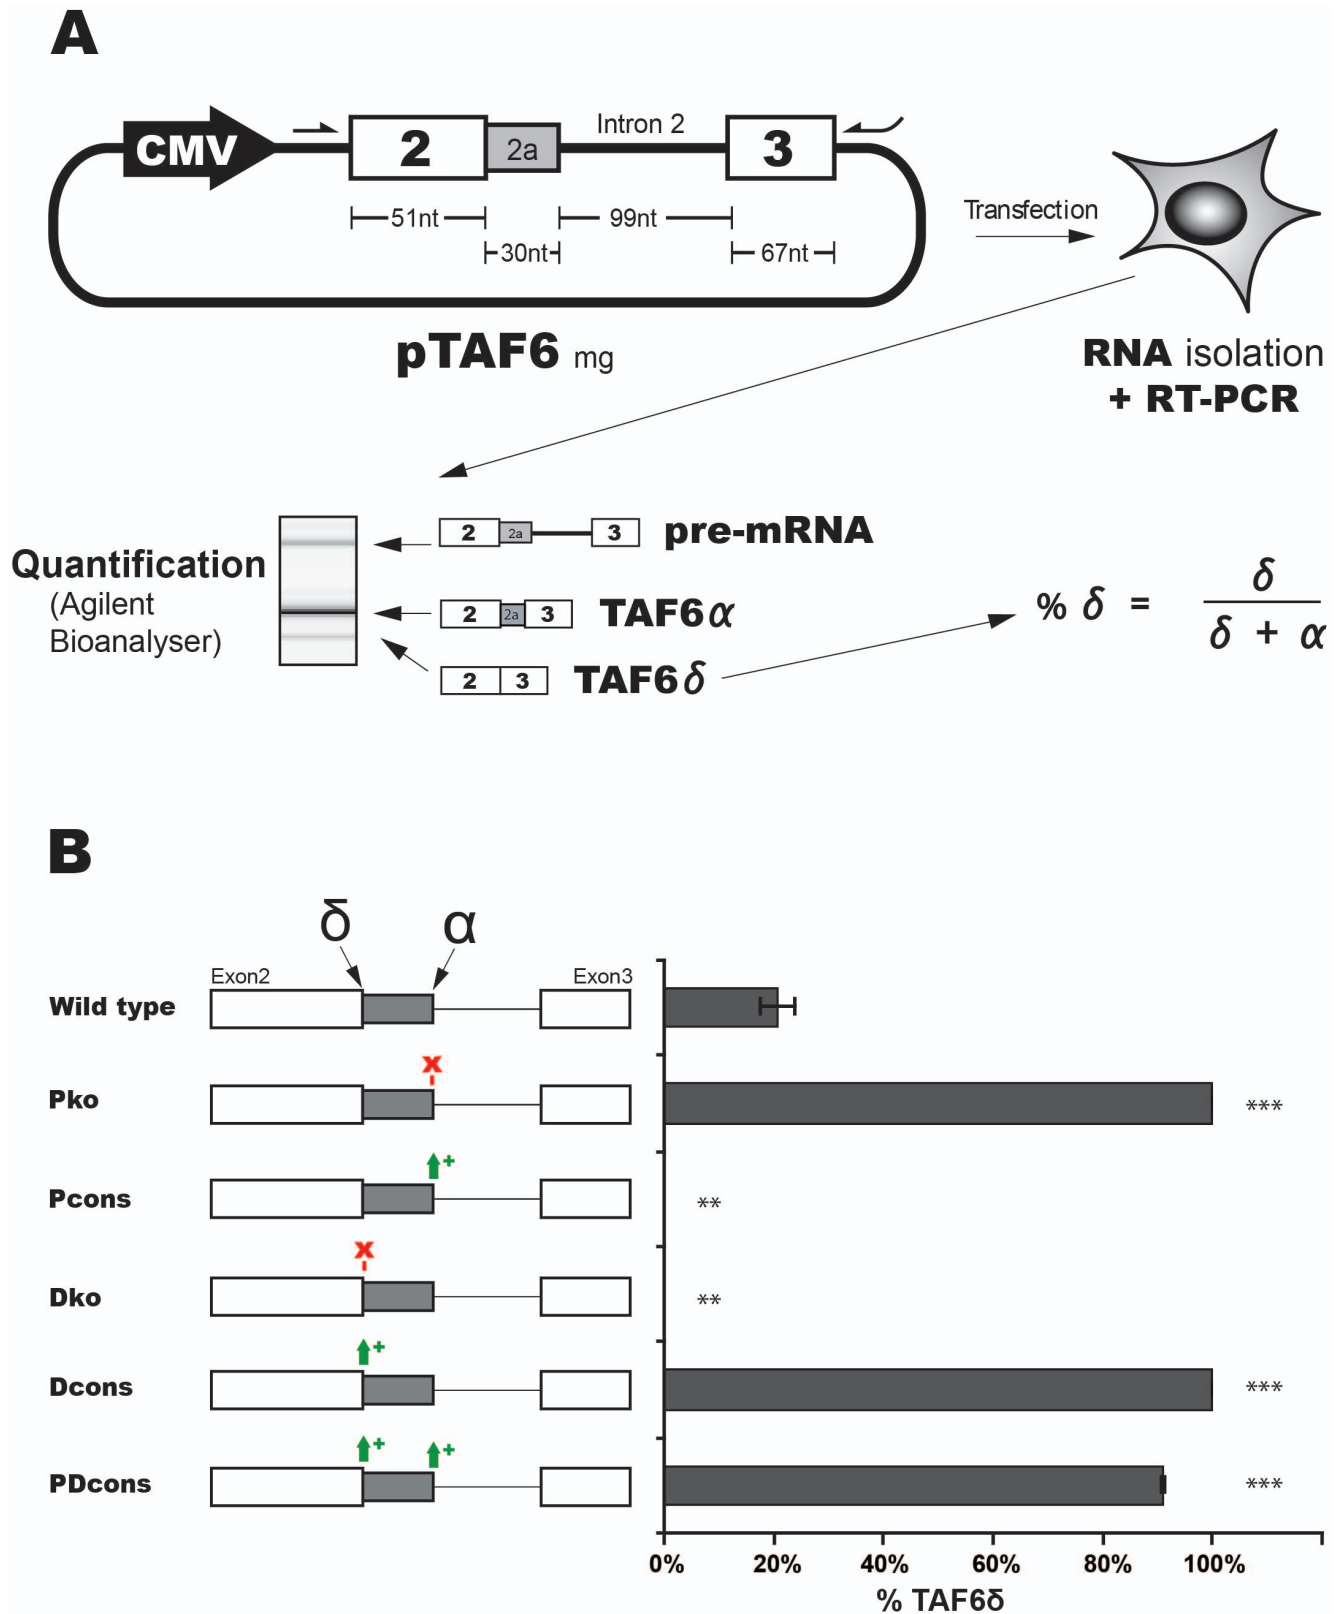 A
CMV
2
2a
Intron 2
3
51nt
99nt
30nt
67nt
Transfection
pTAF6 mg
RNA isolation
+ RT-PCR
Quantification
(Agilent
Bioanalyser)
2 2a 3 pre-mRNA
2 2a 3 TAF6α
2 3 TAF6δ
% δ = δ
δ + α
B
δ α
Exon2 Exon3
Wild type
x
Pko ***
+
Pcons **
x
Dko **
+
Dcons ***
+ +
PDcons ***
0% 20% 40% 60% 80% 100%
% TAF6δ